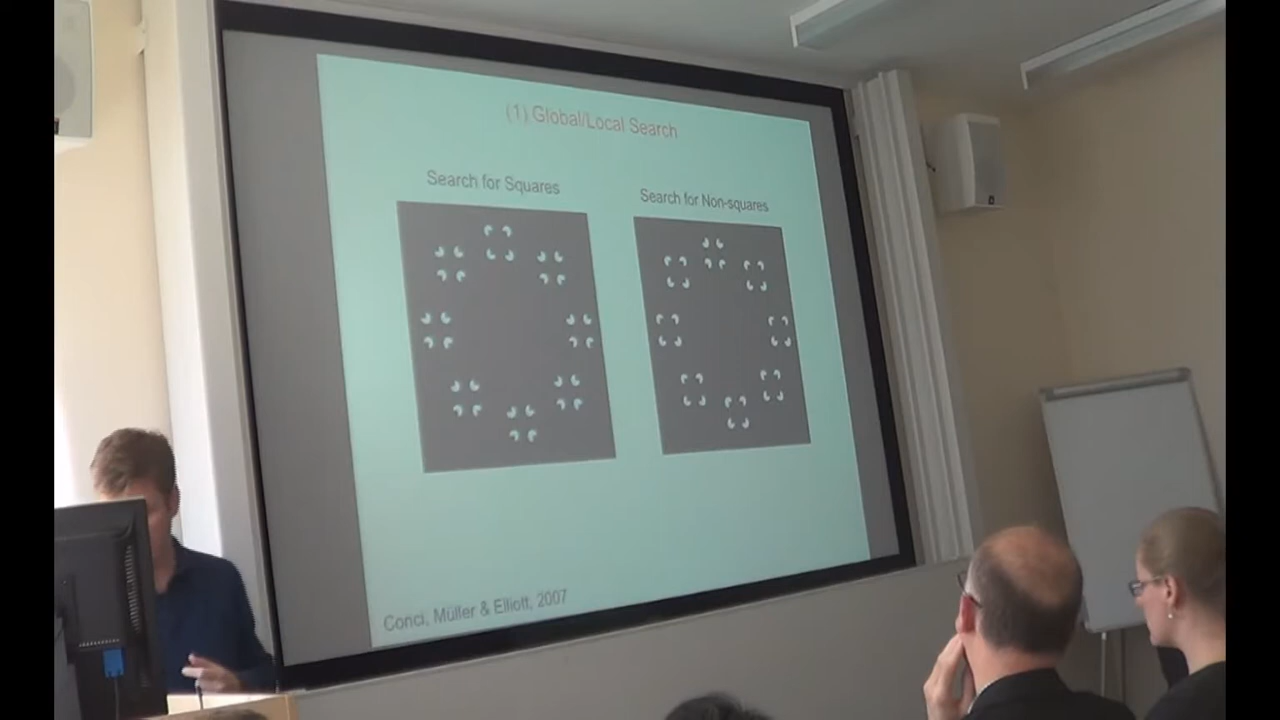 (1) Global/Local Search
Search for Squares
Search for Non-squares
Conci, Müller & Elliott, 2007